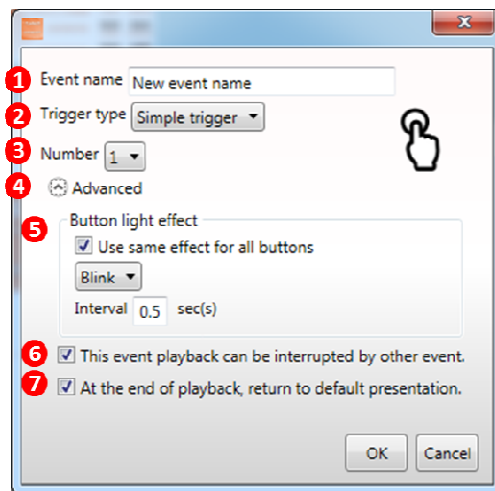 x
1 Event name New event name
2 Trigger type Simple trigger
3 Number 1
4 Advanced
Button light effect
5
Use same effect for all buttons
Blink
Interval 0.5 sec(s)
6 This event playback can be interrupted by other event.
7 At the end of playback, return to default presentation.
OK Cancel